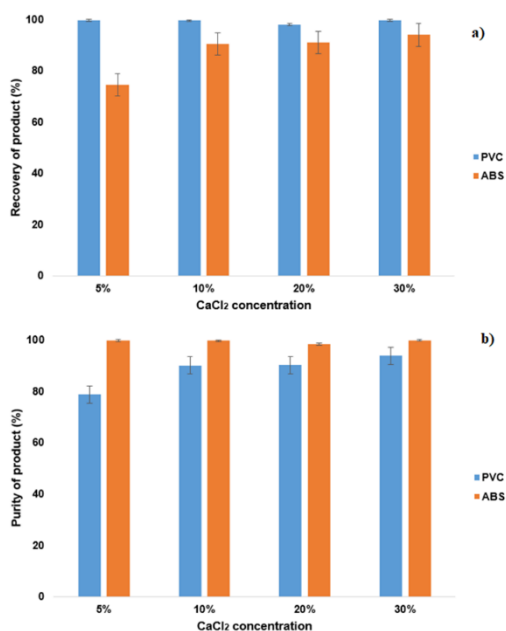 a)
Recovery of product (%)
100
80
60
40
20
0
5% 10% 20% 30%
CaCl₂ concentration
PVC
ABS
b)
Purity of product (%)
100
80
60
40
20
0
5% 10% 20% 30%
CaCl₂ concentration
PVC
ABS